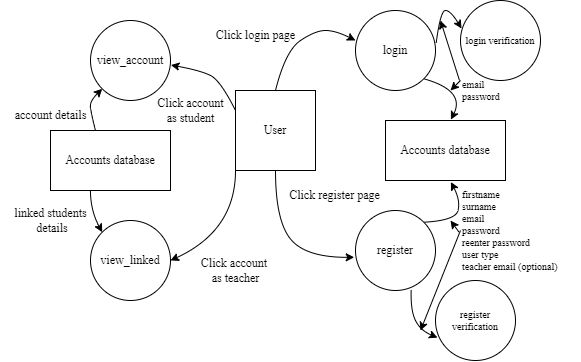 Click login page
login
login verification
view_account
email
password
Click account
as student
account details
User
Accounts database
Accounts database
Click register page
firstname
surname
email
password
reenter password
user type
teacher email (optional)
linked students
details
view_linked
Click account
as teacher
register
register
verification